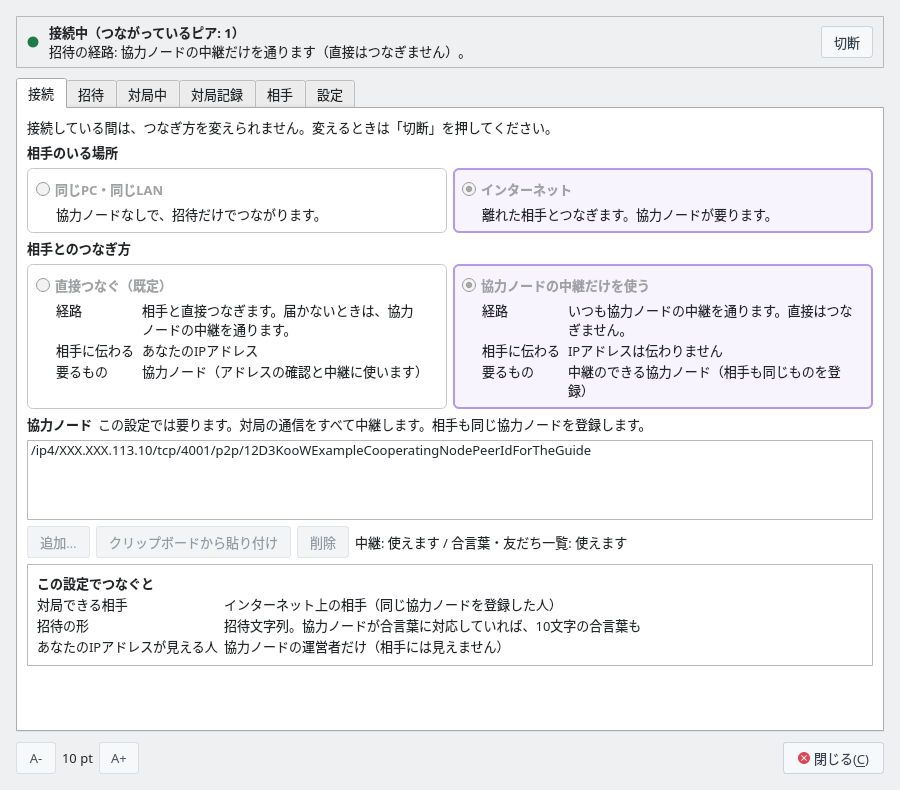 接続中（つながっているピア: 1）
招待の経路: 協力ノードの中継だけを通ります（直接はつなぎません）。
切断
接続 招待 対局中 対局記録 相手 設定
接続している間は、つなぎ方を変えられません。変えるときは「切断」を押してください。
相手のいる場所
同じPC・同じLAN
協力ノードなしで、招待だけでつながります。
インターネット
離れた相手とつなぎます。協力ノードが要ります。
相手とのつなぎ方
直接つなぐ（既定）
経路 相手と直接つなぎます。届かないときは、協力
ノードの中継を通ります。
相手に伝わる あなたのIPアドレス
要るもの 協力ノード（アドレスの確認と中継に使います）
協力ノードの中継だけを使う
経路 いつも協力ノードの中継を通ります。直接はつな
ぎません。
相手に伝わる IPアドレスは伝わりません
要るもの 中継のできる協力ノード（相手も同じものを登
録）
協力ノード この設定では要ります。対局の通信をすべて中継します。相手も同じ協力ノードを登録します。
/ip4/XXX.XXX.113.10/tcp/4001/p2p/12D3KooWExampleCooperatingNodePeerIdForTheGuide
追加... クリップボードから貼り付け 削除 中継: 使えます / 合言葉・友だち一覧: 使えます
この設定でつなぐと
対局できる相手 インターネット上の相手（同じ協力ノードを登録した人）
招待の形 招待文字列。協力ノードが合言葉に対応していれば、10文字の合言葉も
あなたのIPアドレスが見える人 協力ノードの運営者だけ（相手には見えません）
A- 10 pt A+ 閉じる(C)